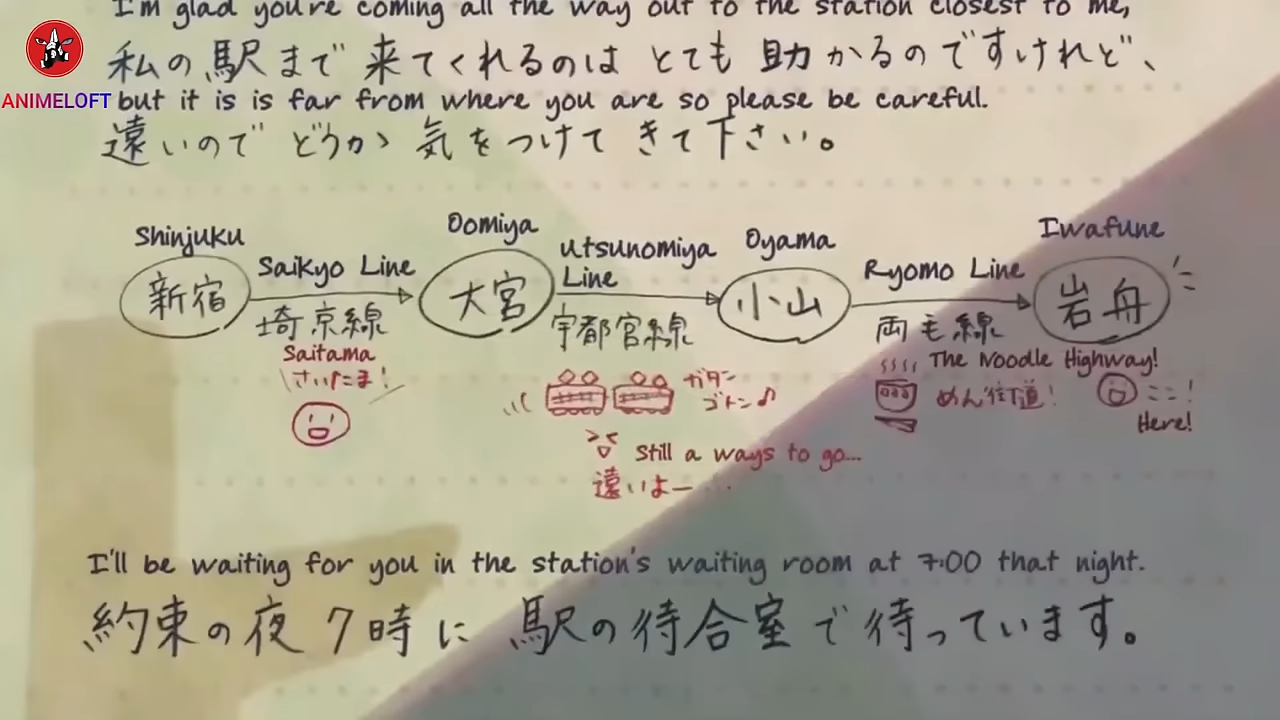 I'm glad you're coming all the way out to the station closest to me,
私の駅まで来てくれるのはとても助かるのですけれど、
ANIMELOFT
but it is is far from where you are so please be careful.
遠いのでどうか気をつけてきて下さい。
Shinjuku Oomiya Oyama Iwafune
Saikyo Line Utsunomiya Line Ryomo Line
新宿 大宮 小山 岩舟
埼京線 宇都宮線 両毛線
Saitama The Noodle Highway!
さいたま! ガタンゴトン♪ めん街道! ここ!
Here!
Still a ways to go...
遠いよー…
I'll be waiting for you in the station's waiting room at 7:00 that night.
約束の夜7時に駅の待合室で待っています。